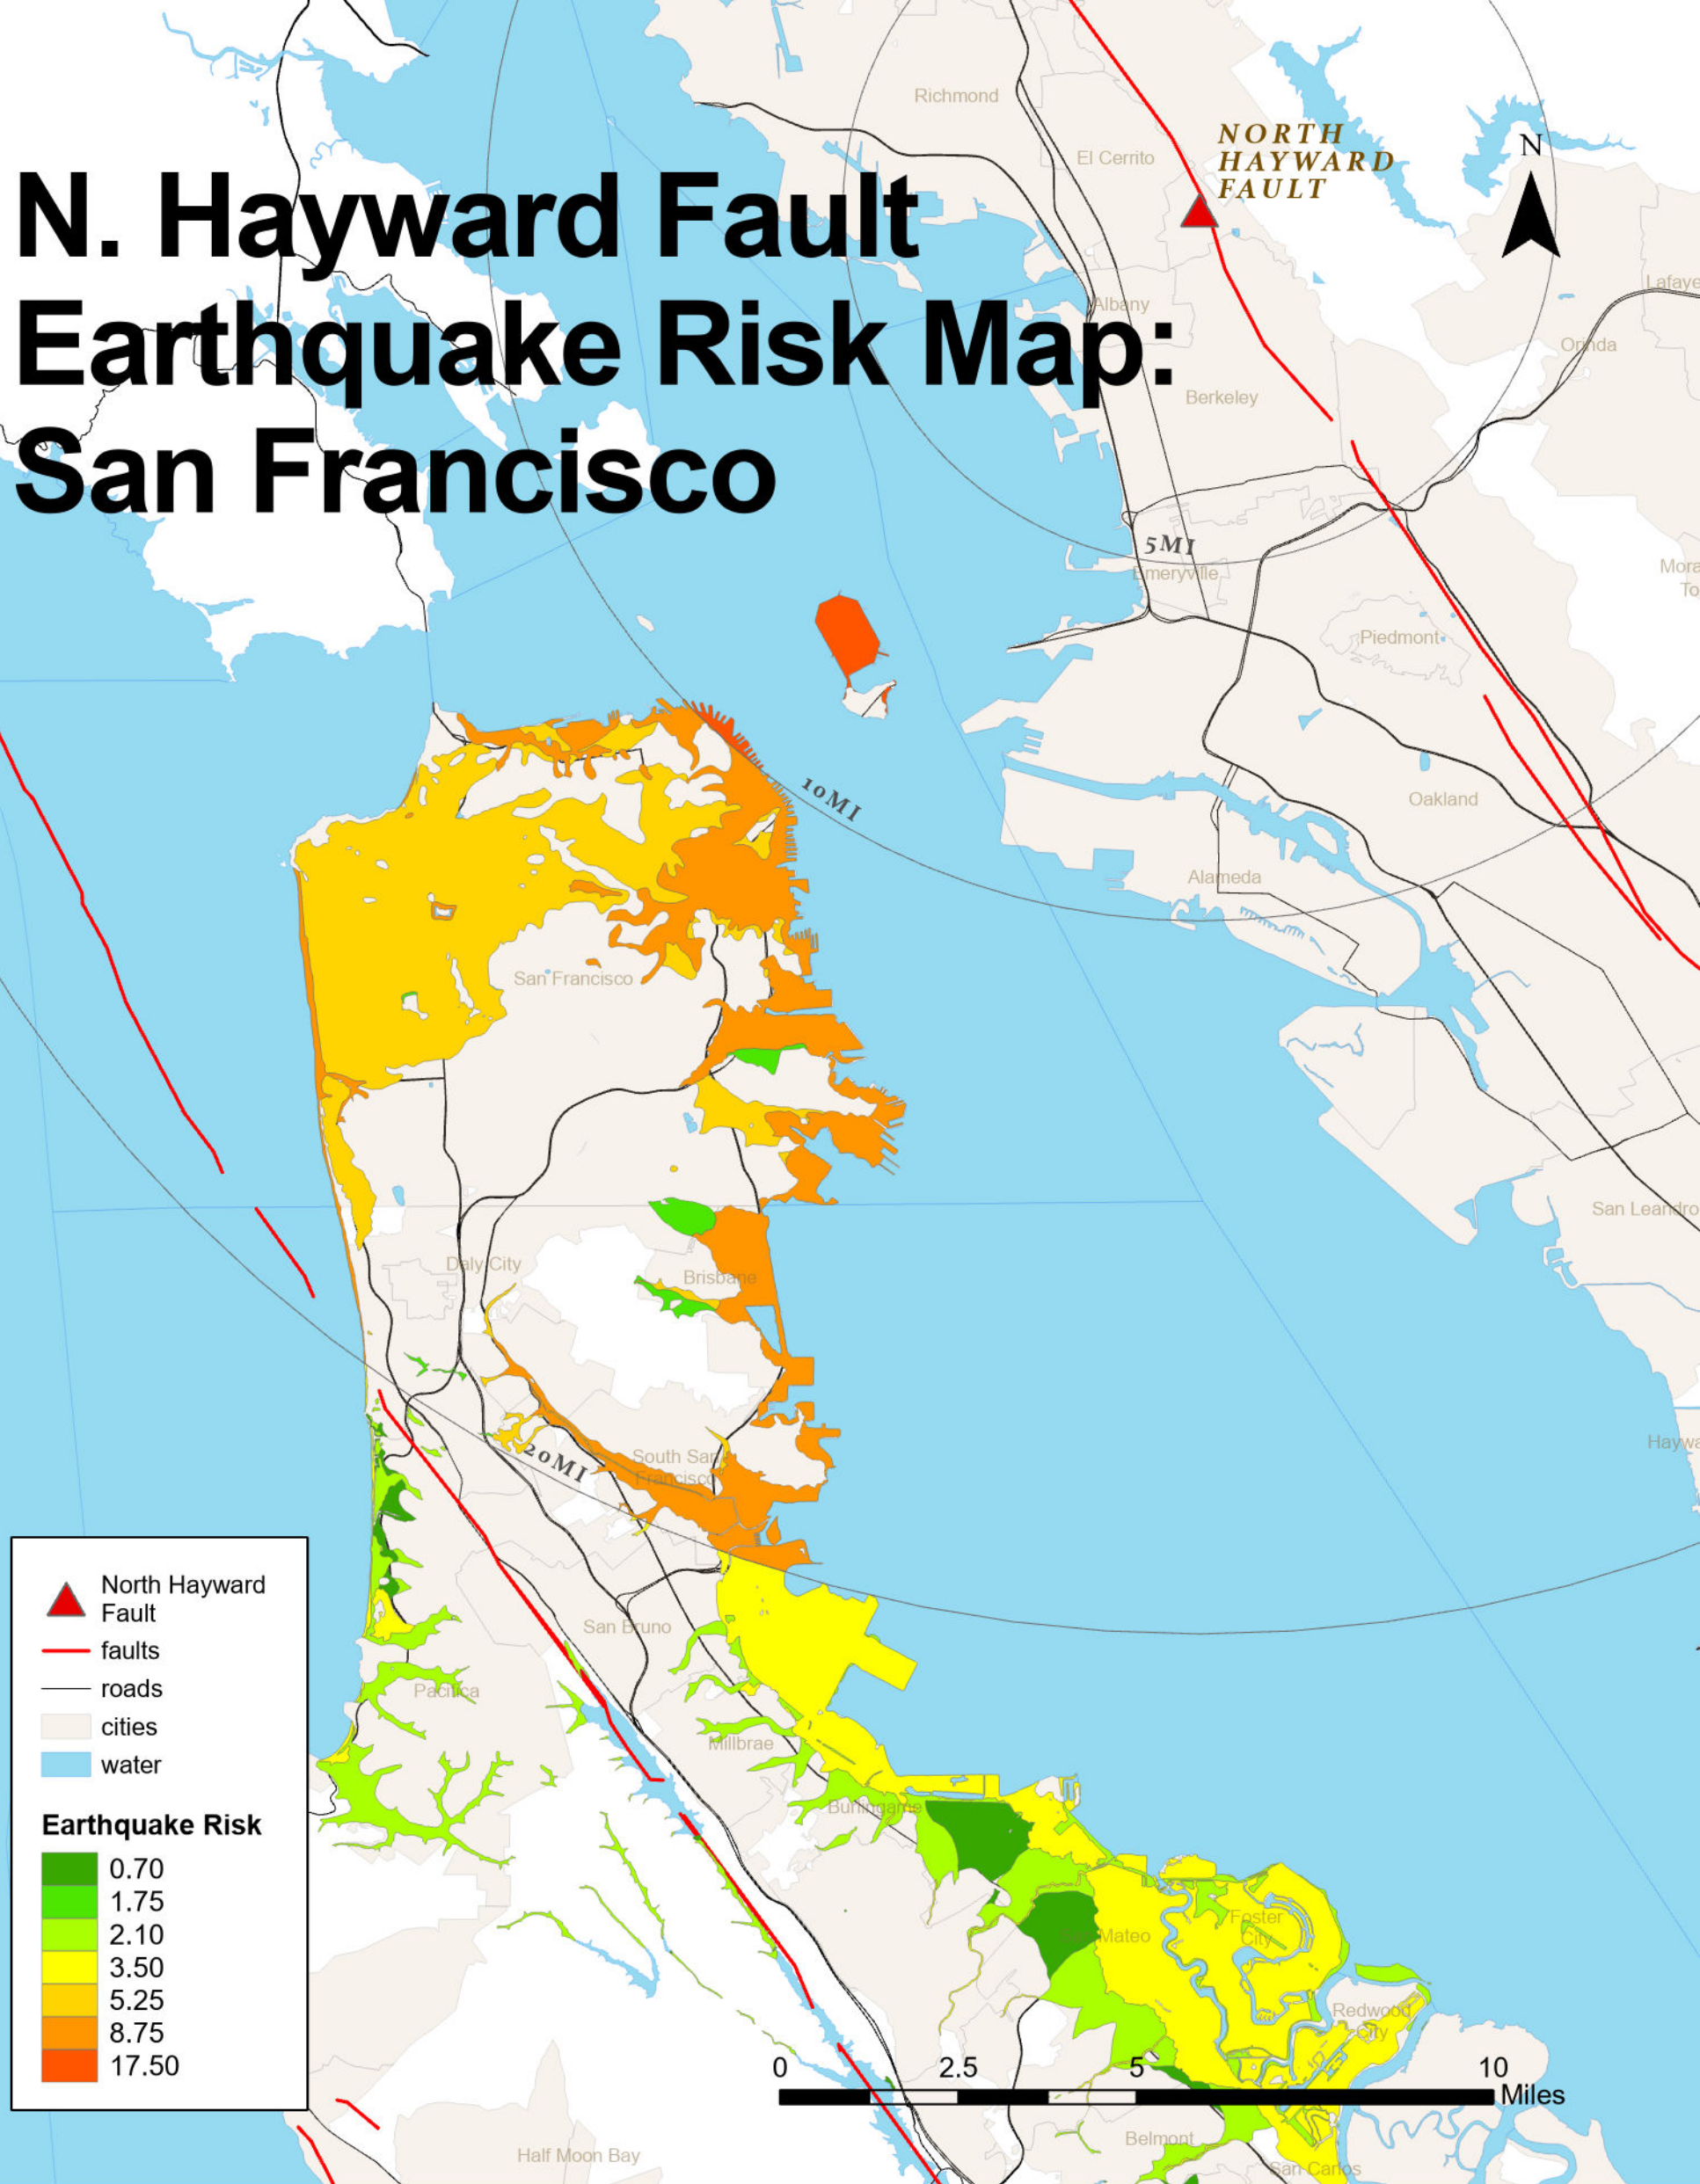 N. Hayward Fault
Earthquake Risk Map:
San Francisco
Richmond
El Cerrito
NORTH
HAYWARD
FAULT
N
Lafaye
Albany
Orinda
Berkeley
5MI
Emeryville
Mora
To
Piedmont
10MI
Oakland
Alameda
San Francisco
San Leandro
Daly City
Brisbane
Haywa
20MI
South San
Francisco
San Bruno
Pacifica
Millbrae
Burlingame
Mateo
Foster
City
Redwood
City
Belmont
San Carlos
Half Moon Bay
North Hayward
Fault
faults
roads
cities
water
Earthquake Risk
0.70
1.75
2.10
3.50
5.25
8.75
17.50
0 2.5 5 10
Miles